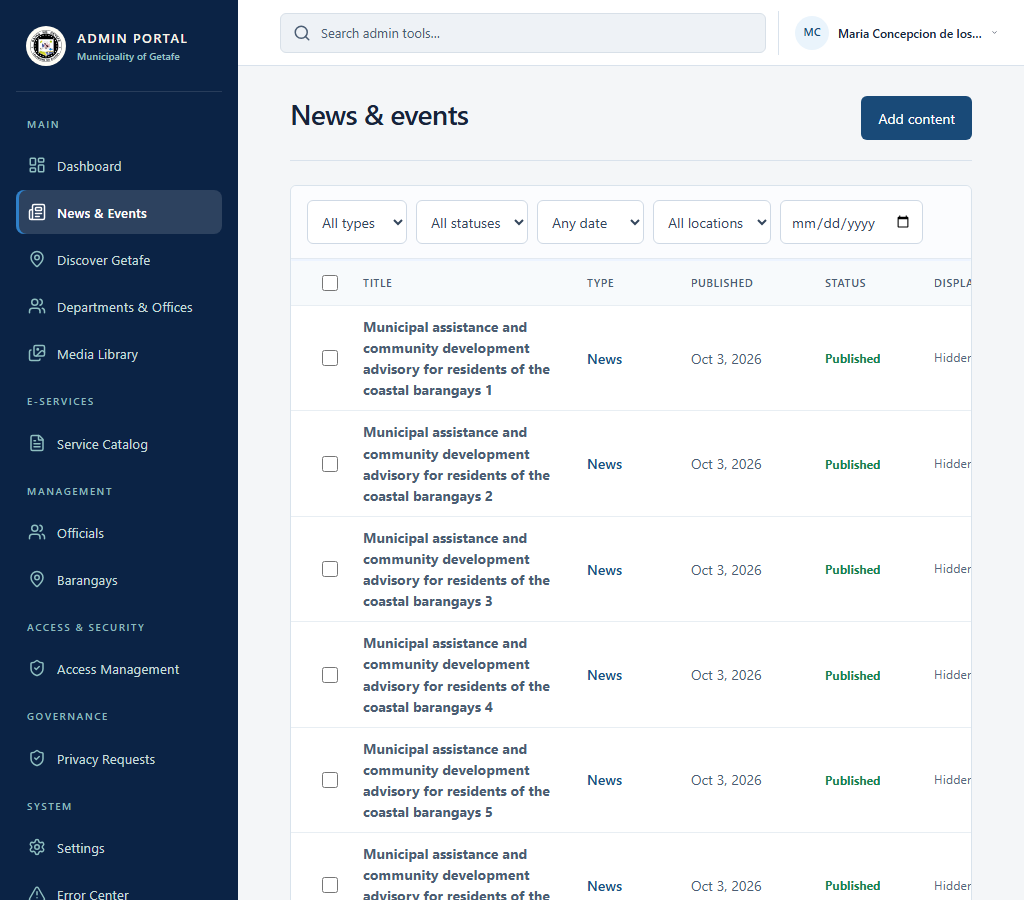 ADMIN PORTAL
Municipality of Getafe
Search admin tools...
MC
Maria Concepcion de los...
MAIN
Dashboard
News & Events
Discover Getafe
Departments & Offices
Media Library
E-SERVICES
Service Catalog
MANAGEMENT
Officials
Barangays
ACCESS & SECURITY
Access Management
GOVERNANCE
Privacy Requests
SYSTEM
Settings
Error Center
News & events
Add content
All types
All statuses
Any date
All locations
mm/dd/yyyy
TITLE TYPE PUBLISHED STATUS DISPLA
Municipal assistance and
community development
advisory for residents of the
coastal barangays 1
News Oct 3, 2026 Published Hidden
Municipal assistance and
community development
advisory for residents of the
coastal barangays 2
News Oct 3, 2026 Published Hidden
Municipal assistance and
community development
advisory for residents of the
coastal barangays 3
News Oct 3, 2026 Published Hidden
Municipal assistance and
community development
advisory for residents of the
coastal barangays 4
News Oct 3, 2026 Published Hidden
Municipal assistance and
community development
advisory for residents of the
coastal barangays 5
News Oct 3, 2026 Published Hidden
Municipal assistance and
community development
advisory for residents of the
News Oct 3, 2026 Published Hidden